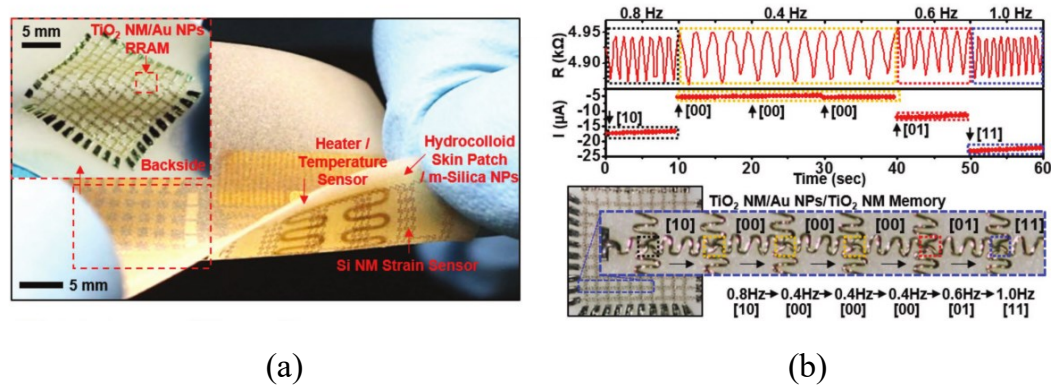 5 mm
TiO2 NM/Au NPs
RRAM
Backside
Heater /
Temperature
Sensor
Hydrocolloid
Skin Patch
/ m-Silica NPs
Si NM Strain Sensor
5 mm
(a)
0.8 Hz 0.4 Hz 0.6 Hz 1.0 Hz
R (kΩ)
4.95
4.90
I (µA)
-5
-10
-15
-20
-25
[10] [00] [00] [00] [01] [11]
0 10 20 30 40 50 60
Time (sec)
TiO2 NM/Au NPs/TiO2 NM Memory
[10] [00] [00] [00] [01] [11]
0.8Hz→0.4Hz→0.4Hz→0.4Hz→0.6Hz→1.0Hz
[10] [00] [00] [00] [01] [11]
(b)